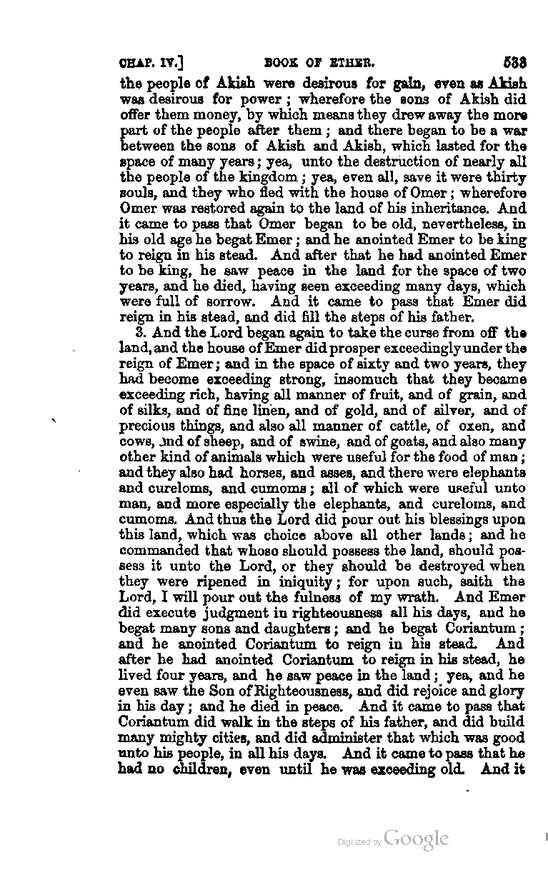 CHAP. IV.] BOOK OF ETHER. 533
the people of Akish were desirous for gain, even as Akish
was desirous for power; wherefore the sons of Akish did
offer them money, by which means they drew away the more
part of the people after them; and there began to be a war
between the sons of Akish and Akish, which lasted for the
space of many years; yea, unto the destruction of nearly all
the people of the kingdom; yea, even all, save it were thirty
souls, and they who fled with the house of Omer; wherefore
Omer was restored again to the land of his inheritance. And
it came to pass that Omer began to be old, nevertheless, in
his old age he begat Emer; and he anointed Emer to be king
to reign in his stead. And after that he had anointed Emer
to be king, he saw peace in the land for the space of two
years, and he died, having seen exceeding many days, which
were full of sorrow. And it came to pass that Emer did
reign in his stead, and did fill the steps of his father.
3. And the Lord began again to take the curse from off the
land, and the house of Emer did prosper exceedingly under the
reign of Emer; and in the space of sixty and two years, they
had become exceeding strong, insomuch that they became
exceeding rich, having all manner of fruit, and of grain, and
of silks, and of fine linen, and of gold, and of silver, and of
precious things, and also all manner of cattle, of oxen, and
cows, and of sheep, and of swine, and of goats, and also many
other kind of animals which were useful for the food of man;
and they also had horses, and asses, and there were elephants
and cureloms, and cumoms; all of which were useful unto
man, and more especially the elephants, and cureloms, and
cumoms. And thus the Lord did pour out his blessings upon
this land, which was choice above all other lands; and he
commanded that whoso should possess the land, should pos-
sess it unto the Lord, or they should be destroyed when
they were ripened in iniquity; for upon such, saith the
Lord, I will pour out the fulness of my wrath. And Emer
did execute judgment in righteousness all his days, and he
begat many sons and daughters; and he begat Coriantum;
and he anointed Coriantum to reign in his stead. And
after he had anointed Coriantum to reign in his stead, he
lived four years, and he saw peace in the land; yea, and he
even saw the Son of Righteousness, and did rejoice and glory
in his day; and he died in peace. And it came to pass that
Coriantum did walk in the steps of his father, and did build
many mighty cities, and did administer that which was good
unto his people, in all his days. And it came to pass that he
had no children, even until he was exceeding old. And it
Digitized by Google